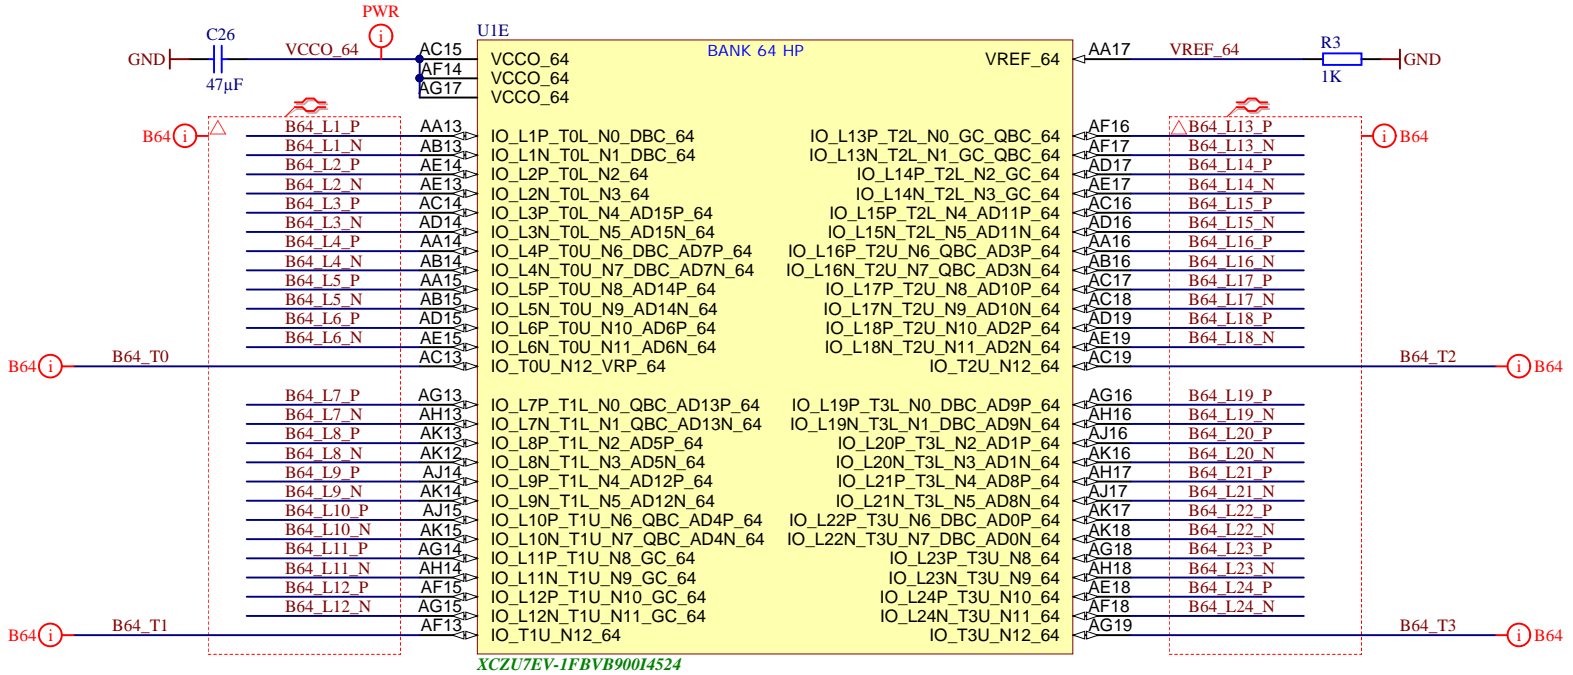 PWR
C26
U1E
GND VCCO_64 AC15 VCCO_64 BANK 64 HP VREF_64 AA17 VREF_64 R3 GND
47µF AF14 VCCO_64 1K
AG17 VCCO_64
B64 i B64_L1_P AA13 IO_L1P_T0L_N0_DBC_64 IO_L13P_T2L_N0_GC_QBC_64 AF16 B64_L13_P i B64
B64_L1_N AB13 IO_L1N_T0L_N1_DBC_64 IO_L13N_T2L_N1_GC_QBC_64 AF17 B64_L13_N
B64_L2_P AE14 IO_L2P_T0L_N2_64 IO_L14P_T2L_N2_GC_64 AD17 B64_L14_P
B64_L2_N AE13 IO_L2N_T0L_N3_64 IO_L14N_T2L_N3_GC_64 AE17 B64_L14_N
B64_L3_P AC14 IO_L3P_T0L_N4_AD15P_64 IO_L15P_T2L_N4_AD11P_64 AC16 B64_L15_P
B64_L3_N AD14 IO_L3N_T0L_N5_AD15N_64 IO_L15N_T2L_N5_AD11N_64 AD16 B64_L15_N
B64_L4_P AA14 IO_L4P_T0U_N6_DBC_AD7P_64 IO_L16P_T2U_N6_QBC_AD3P_64 AA16 B64_L16_P
B64_L4_N AB14 IO_L4N_T0U_N7_DBC_AD7N_64 IO_L16N_T2U_N7_QBC_AD3N_64 AB16 B64_L16_N
B64_L5_P AA15 IO_L5P_T0U_N8_AD14P_64 IO_L17P_T2U_N8_AD10P_64 AC17 B64_L17_P
B64_L5_N AB15 IO_L5N_T0U_N9_AD14N_64 IO_L17N_T2U_N9_AD10N_64 AC18 B64_L17_N
B64_L6_P AD15 IO_L6P_T0U_N10_AD6P_64 IO_L18P_T2U_N10_AD2P_64 AD19 B64_L18_P
B64_L6_N AE15 IO_L6N_T0U_N11_AD6N_64 IO_L18N_T2U_N11_AD2N_64 AE19 B64_L18_N
B64 i B64_T0 AC13 IO_T0U_N12_VRP_64 IO_T2U_N12_64 AC19 B64_T2 i B64
B64_L7_P AG13 IO_L7P_T1L_N0_QBC_AD13P_64 IO_L19P_T3L_N0_DBC_AD9P_64 AG16 B64_L19_P
B64_L7_N AH13 IO_L7N_T1L_N1_QBC_AD13N_64 IO_L19N_T3L_N1_DBC_AD9N_64 AH16 B64_L19_N
B64_L8_P AK13 IO_L8P_T1L_N2_AD5P_64 IO_L20P_T3L_N2_AD1P_64 AJ16 B64_L20_P
B64_L8_N AK12 IO_L8N_T1L_N3_AD5N_64 IO_L20N_T3L_N3_AD1N_64 AK16 B64_L20_N
B64_L9_P AJ14 IO_L9P_T1L_N4_AD12P_64 IO_L21P_T3L_N4_AD8P_64 AH17 B64_L21_P
B64_L9_N AK14 IO_L9N_T1L_N5_AD12N_64 IO_L21N_T3L_N5_AD8N_64 AJ17 B64_L21_N
B64_L10_P AJ15 IO_L10P_T1U_N6_QBC_AD4P_64 IO_L22P_T3U_N6_DBC_AD0P_64 AK17 B64_L22_P
B64_L10_N AK15 IO_L10N_T1U_N7_QBC_AD4N_64 IO_L22N_T3U_N7_DBC_AD0N_64 AK18 B64_L22_N
B64_L11_P AG14 IO_L11P_T1U_N8_GC_64 IO_L23P_T3U_N8_64 AG18 B64_L23_P
B64_L11_N AH14 IO_L11N_T1U_N9_GC_64 IO_L23N_T3U_N9_64 AH18 B64_L23_N
B64_L12_P AF15 IO_L12P_T1U_N10_GC_64 IO_L24P_T3U_N10_64 AE18 B64_L24_P
B64_L12_N AG15 IO_L12N_T1U_N11_GC_64 IO_L24N_T3U_N11_64 AF18 B64_L24_N
B64 i B64_T1 AF13 IO_T1U_N12_64 IO_T3U_N12_64 AG19 B64_T3 i B64
XCZU7EV-1FBVB900I4524